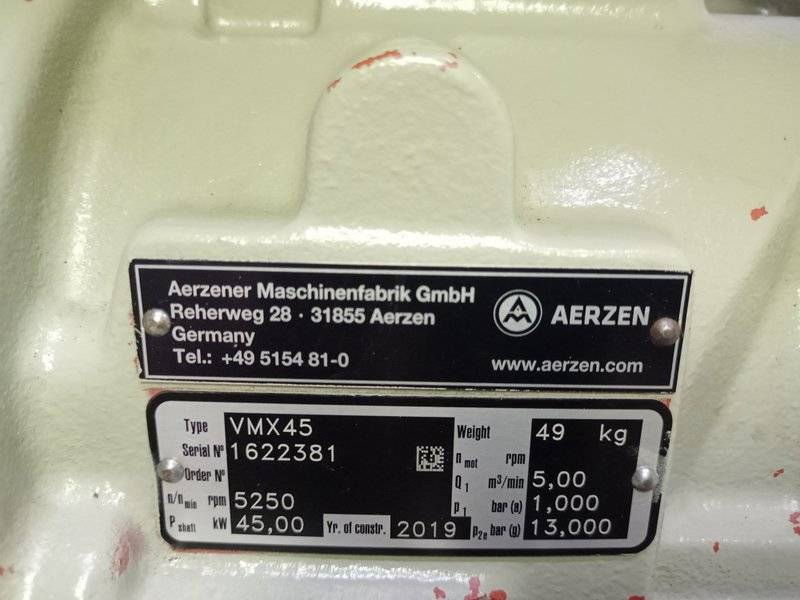 Aerzener Maschinenfabrik GmbH
Reherweg 28 · 31855 Aerzen
Germany
Tel.: +49 5154 81-0
AERZEN
www.aerzen.com
Type VMX45
Serial N° 1622381
Order N°
n/n min rpm 5250
P shaft kW 45,00
Yr. of constr. 2019
Weight 49 kg
n mot rpm
Q1 m³/min 5,00
p1 bar (a) 1,000
p2e bar (g) 13,000